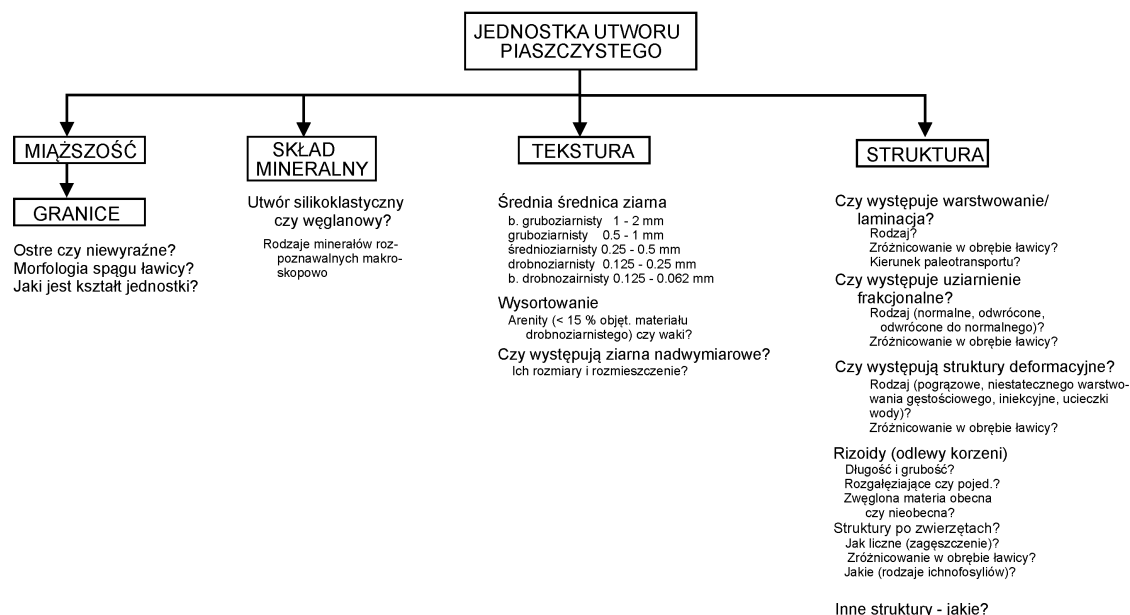 JEDNOSTKA UTWORU
PIASZCZYSTEGO
MIĄŻSZOŚĆ
GRANICE
Ostre czy niewyraźne?
Morfologia spągu ławicy?
Jaki jest kształt jednostki?
SKŁAD
MINERALNY
Utwór silikoklastyczny
czy węglanowy?
Rodzaje minerałów roz-
poznawalnych makro-
skopowo
TEKSTURA
Średnia średnica ziarna
b. gruboziarnisty 1 - 2 mm
gruboziarnisty 0.5 - 1 mm
średnioziarnisty 0.25 - 0.5 mm
drobnoziarnisty 0.125 - 0.25 mm
b. drobnozairnisty 0.125 - 0.062 mm
Wysortowanie
Arenity (< 15 % objęt. materiału
drobnoziarnistego) czy waki?
Czy występują ziarna nadwymiarowe?
Ich rozmiary i rozmieszczenie?
STRUKTURA
Czy występuje warstwowanie/
laminacja?
Rodzaj?
Zróżnicowanie w obrębie ławicy?
Kierunek paleotransportu?
Czy występuje uziarnienie
frakcjonalne?
Rodzaj (normalne, odwrócone,
odwrócone do normalnego)?
Zróżnicowanie w obrębie ławicy?
Czy występują struktury deformacyjne?
Rodzaj (pogrązowe, niestatecznego warstwo-
wania gęstościowego, iniekcyjne, ucieczki
wody)?
Zróżnicowanie w obrębie ławicy?
Rizoidy (odlewy korzeni)
Długość i grubość?
Rozgałęziające czy pojed.?
Zwęglona materia obecna
czy nieobecna?
Struktury po zwierzętach?
Jak liczne (zagęszczenie)?
Zróżnicowanie w obrębie ławicy?
Jakie (rodzaje ichnofosyliów)?
Inne struktury - jakie?